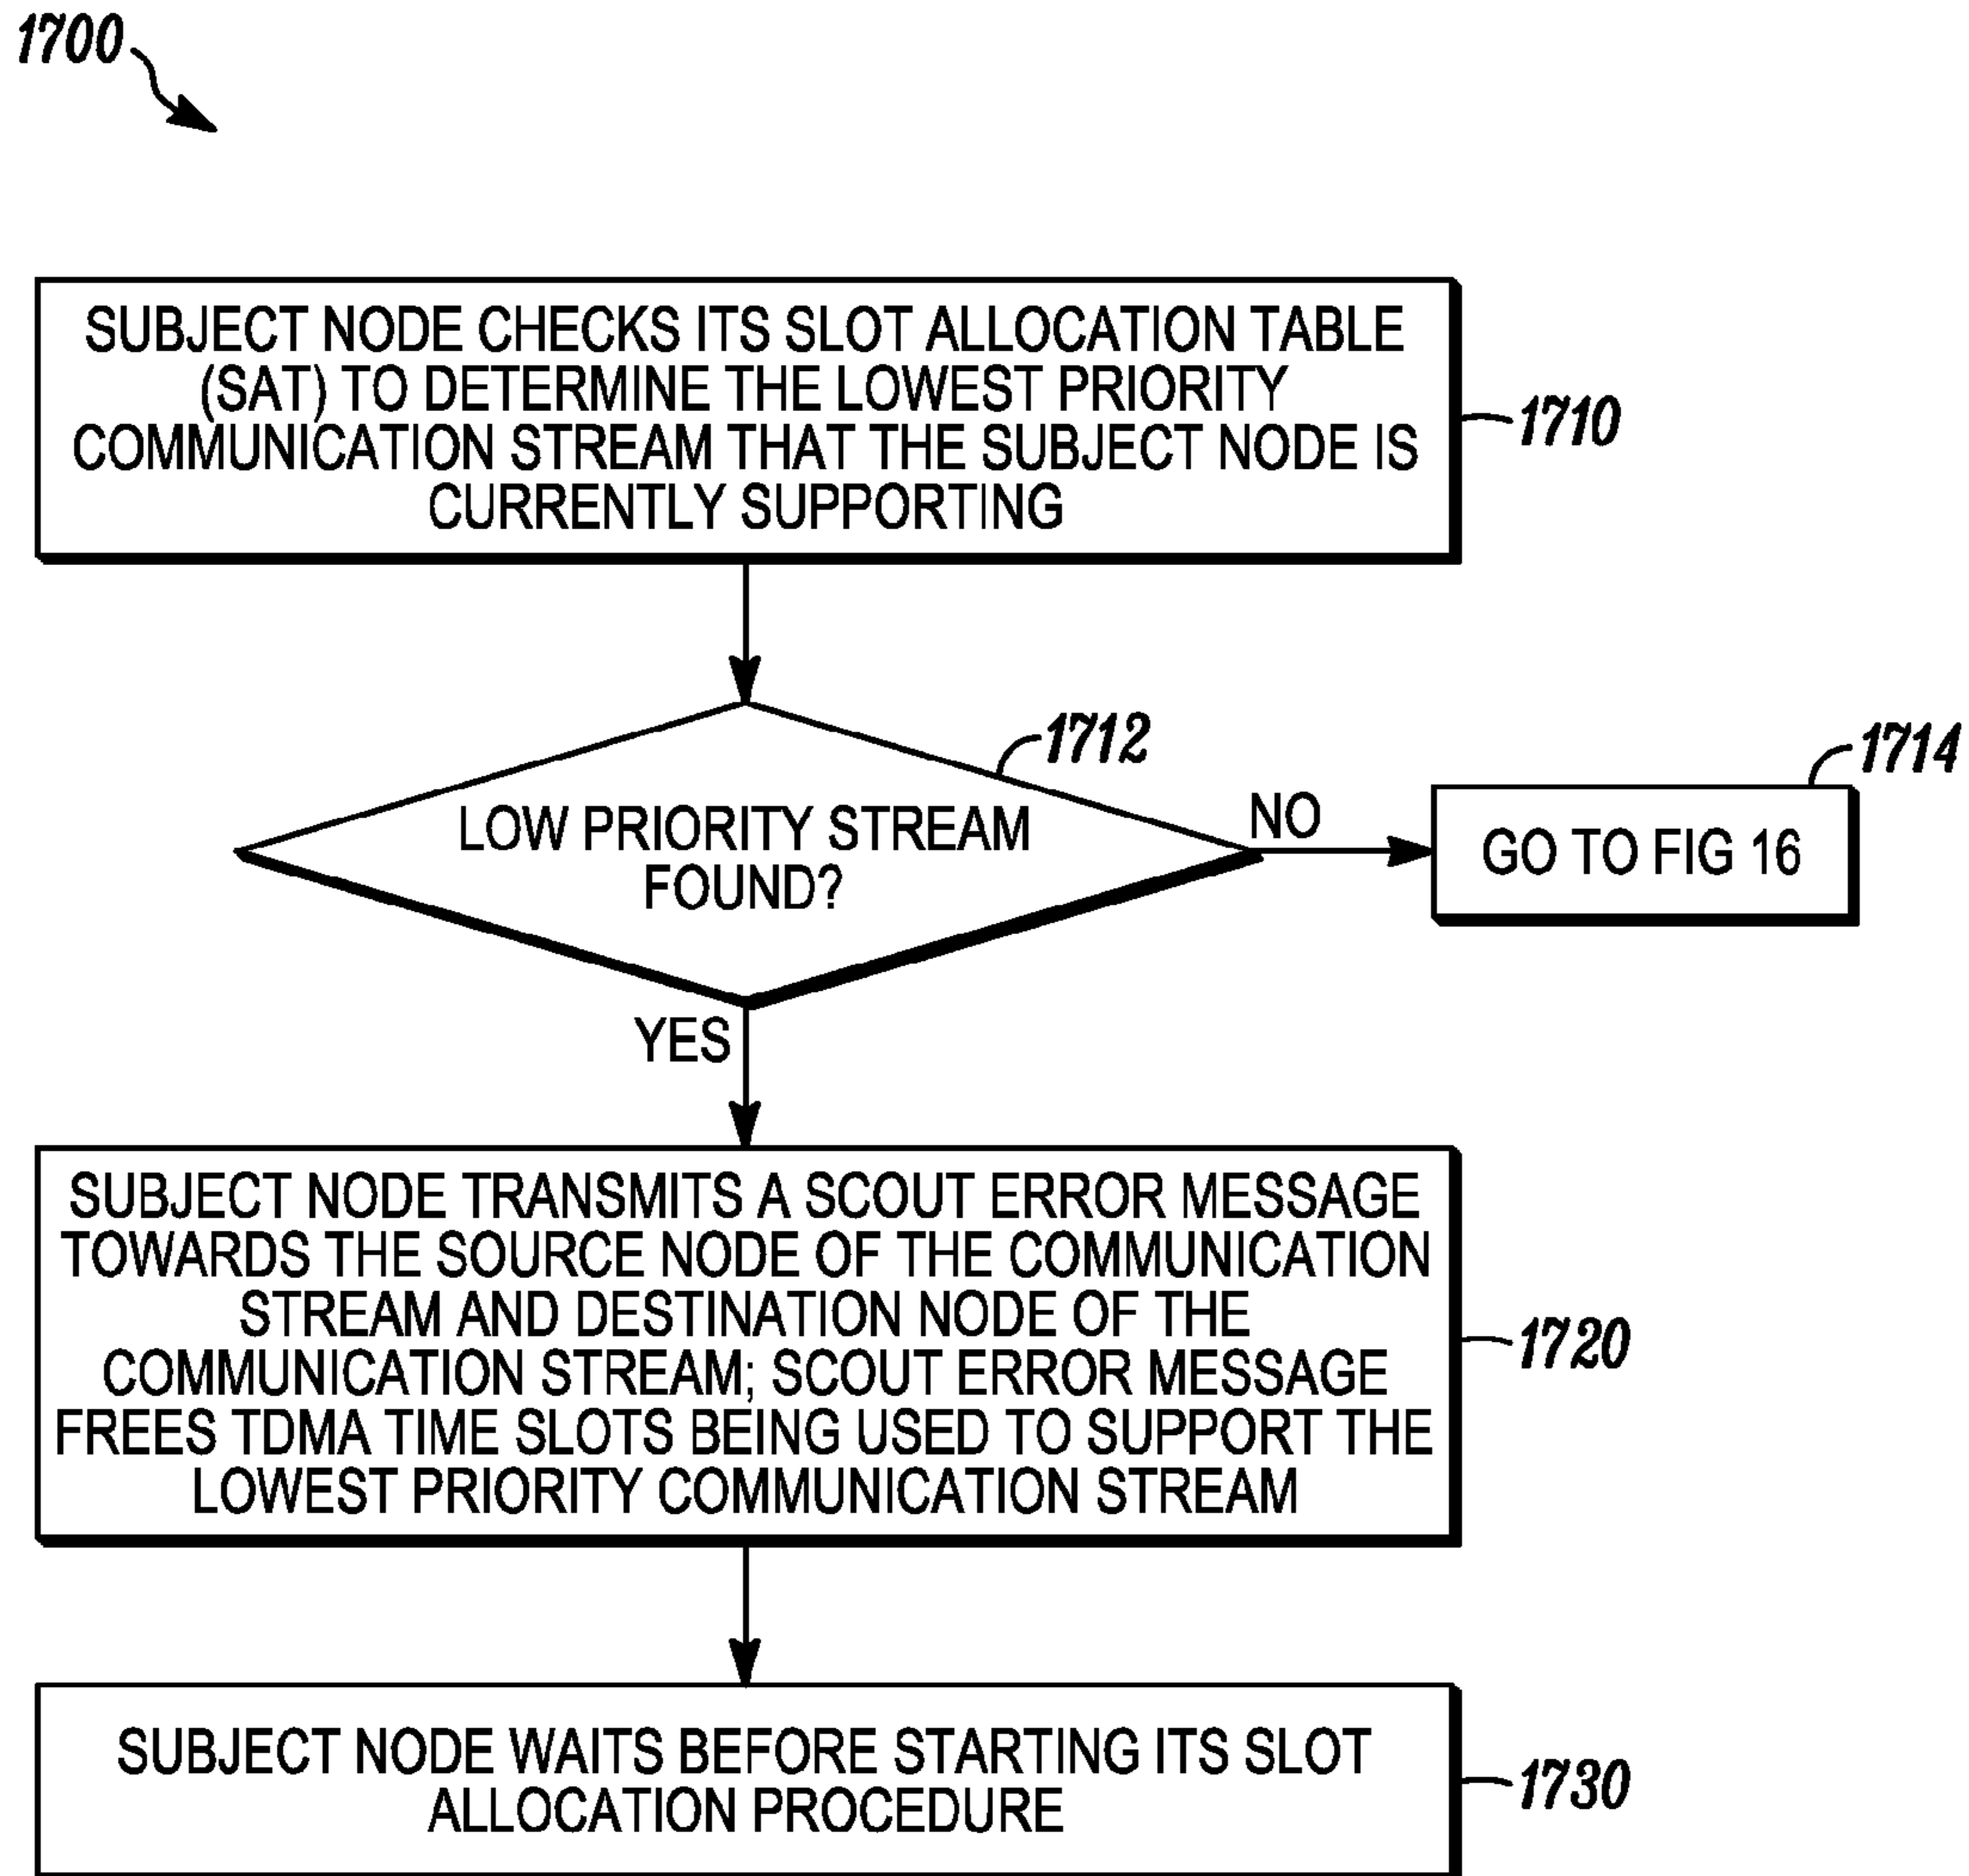 1700
SUBJECT NODE CHECKS ITS SLOT ALLOCATION TABLE
(SAT) TO DETERMINE THE LOWEST PRIORITY
COMMUNICATION STREAM THAT THE SUBJECT NODE IS
CURRENTLY SUPPORTING
1710
1712
LOW PRIORITY STREAM
FOUND?
NO
1714
GO TO FIG 16
YES
SUBJECT NODE TRANSMITS A SCOUT ERROR MESSAGE
TOWARDS THE SOURCE NODE OF THE COMMUNICATION
STREAM AND DESTINATION NODE OF THE
COMMUNICATION STREAM; SCOUT ERROR MESSAGE
FREES TDMA TIME SLOTS BEING USED TO SUPPORT THE
LOWEST PRIORITY COMMUNICATION STREAM
1720
SUBJECT NODE WAITS BEFORE STARTING ITS SLOT
ALLOCATION PROCEDURE
1730